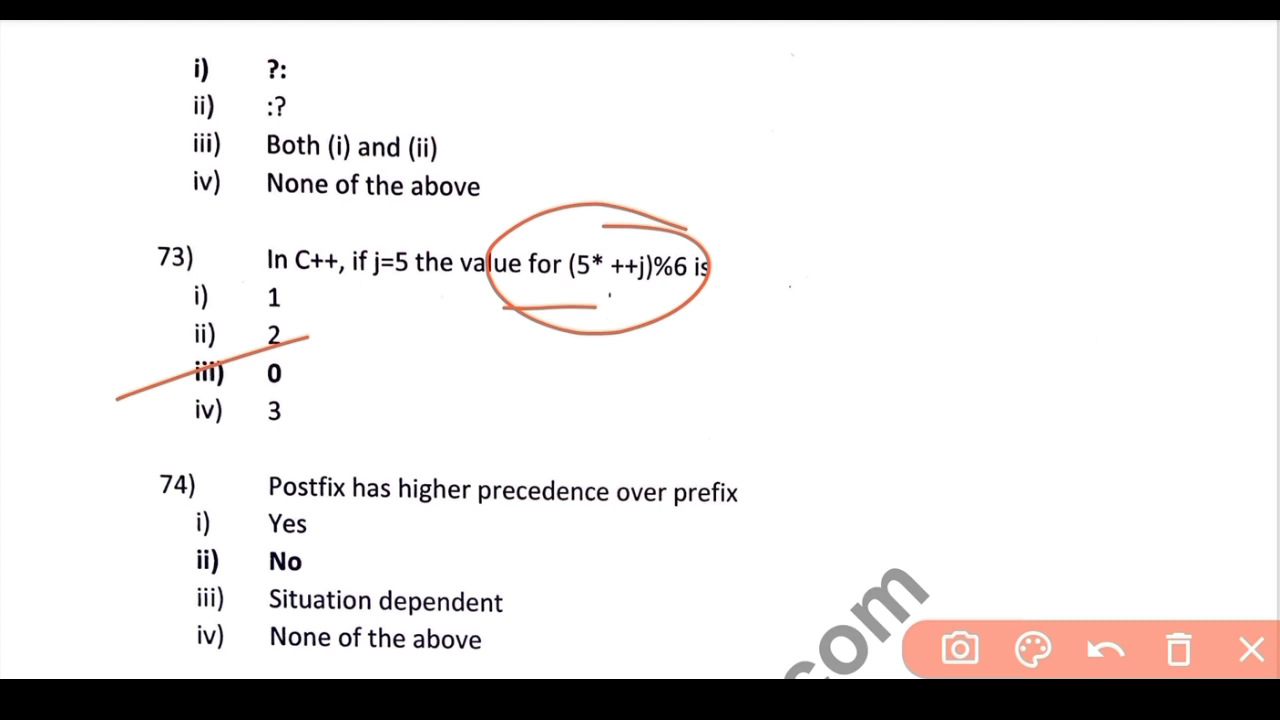 i) ?:
ii) :?
iii) Both (i) and (ii)
iv) None of the above
73) In C++, if j=5 the value for (5* ++j)%6 is
i) 1
ii) 2
iii) 0
iv) 3
74) Postfix has higher precedence over prefix
i) Yes
ii) No
iii) Situation dependent
iv) None of the above
.com